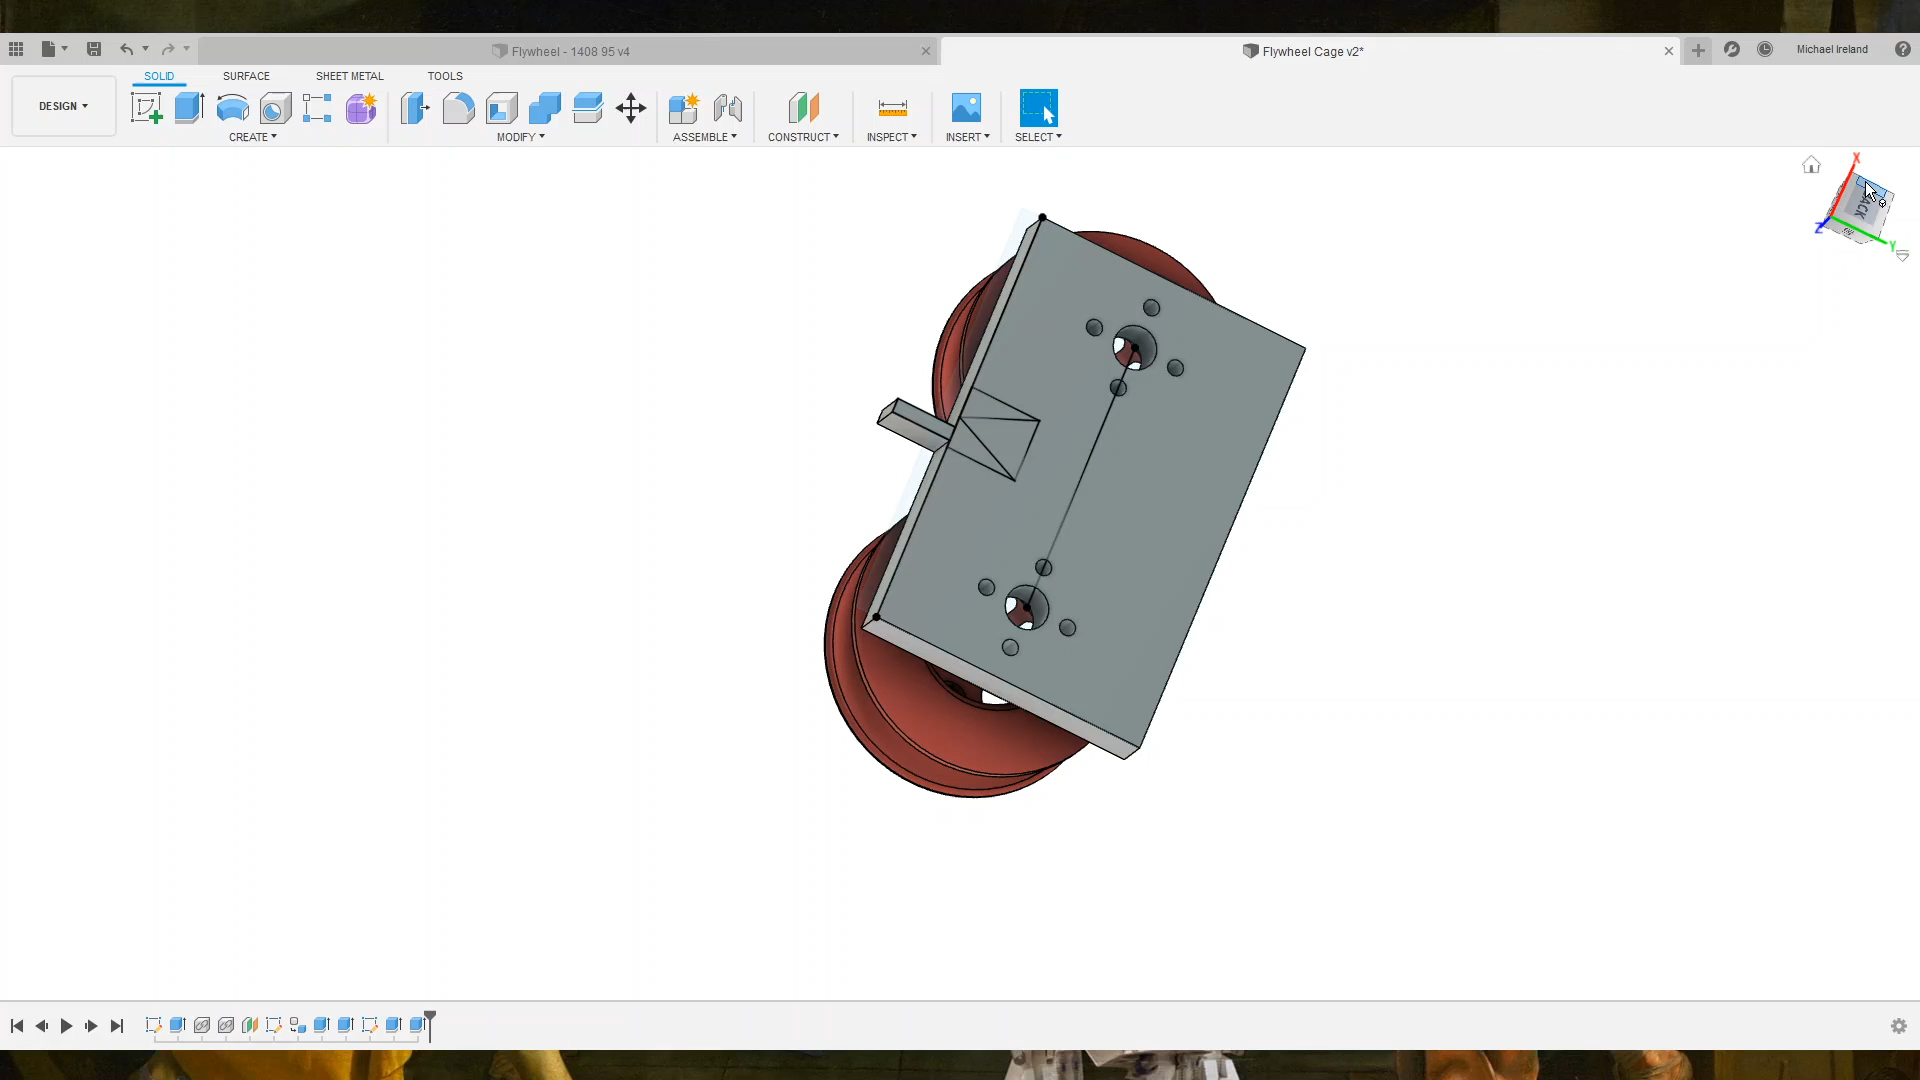 Flywheel - 1408 95 v4
Flywheel Cage v2*
Michael Ireland
DESIGN
SOLID
SURFACE
SHEET METAL
TOOLS
CREATE
MODIFY
ASSEMBLE
CONSTRUCT
INSPECT
INSERT
SELECT
X
Z
Y